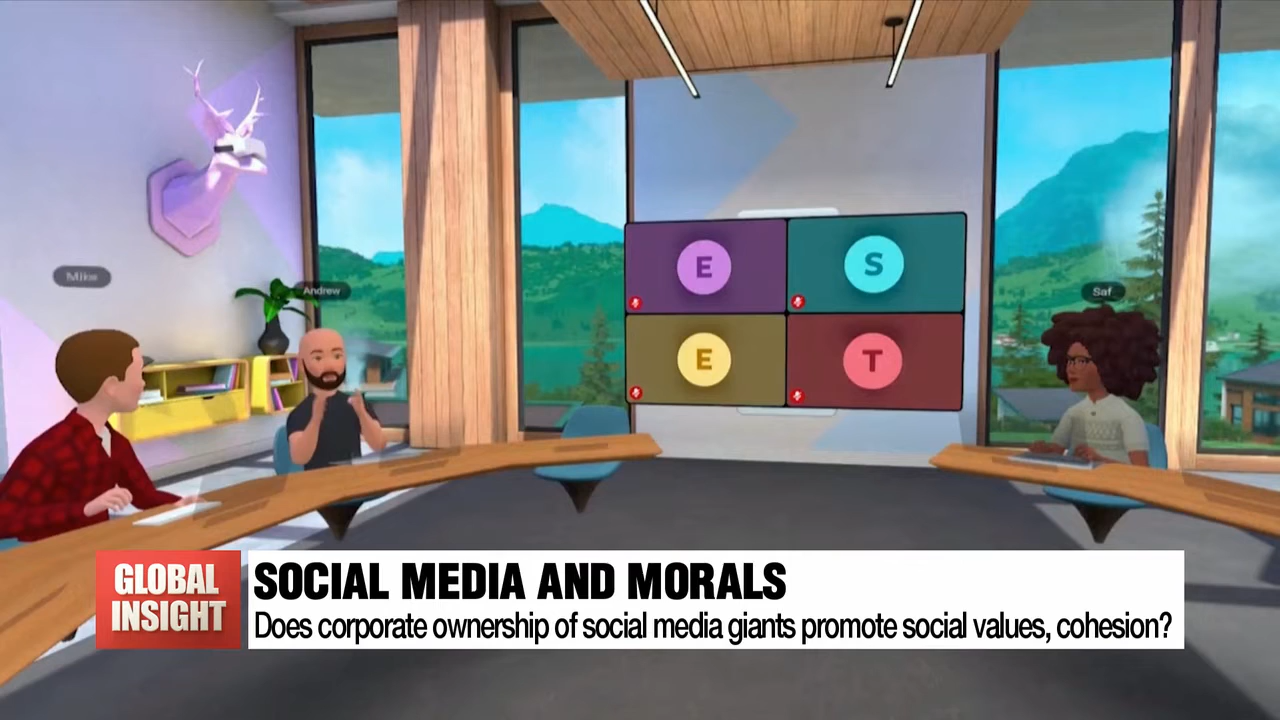 E
S
Mike
Andrew
Saf
E
T
GLOBAL
INSIGHT
SOCIAL MEDIA AND MORALS
Does corporate ownership of social media giants promote social values, cohesion?